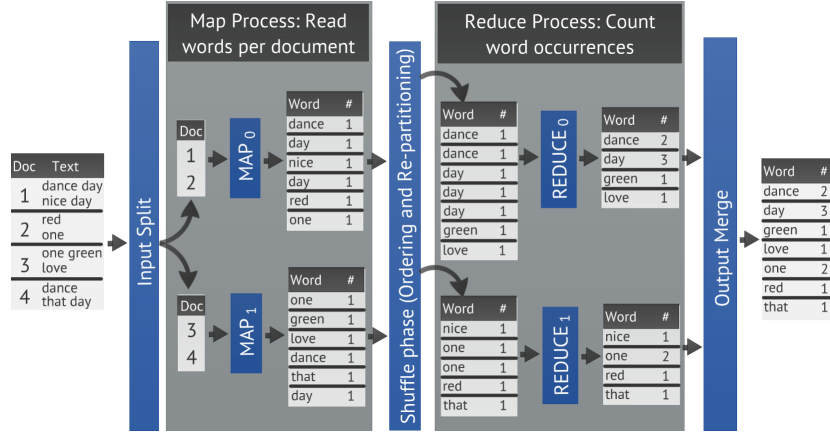 Map Process: Read
words per document
Reduce Process: Count
word occurrences
Doc Text
1 dance day
nice day
2 red
one
3 one green
love
4 dance
that day
Input Split
Doc
1
2
MAP 0
Word #
dance 1
day 1
nice 1
day 1
red 1
one 1
Doc
3
4
MAP 1
Word #
one 1
green 1
love 1
dance 1
that 1
day 1
Shuffle phase (Ordering and Re-partitioning)
Word #
dance 1
dance 1
day 1
day 1
day 1
green 1
love 1
REDUCE 0
Word #
dance 2
day 3
green 1
love 1
Word #
nice 1
one 1
one 1
red 1
that 1
REDUCE 1
Word #
nice 1
one 2
red 1
that 1
Output Merge
Word #
dance 2
day 3
green 1
love 1
one 2
red 1
that 1